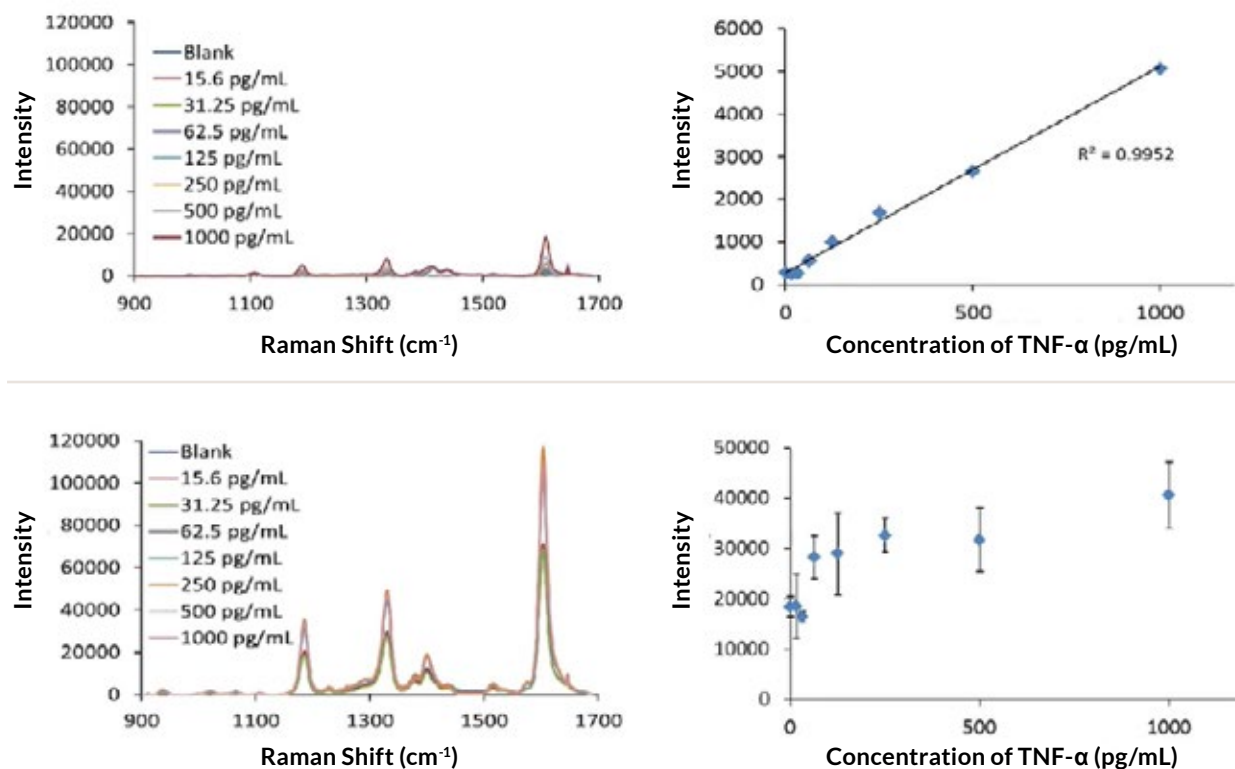 120000
100000
80000
60000
40000
20000
0
Intensity
Blank
15.6 pg/mL
31.25 pg/mL
62.5 pg/mL
125 pg/mL
250 pg/mL
500 pg/mL
1000 pg/mL
900 1100 1300 1500 1700
Raman Shift (cm⁻¹)
6000
5000
4000
3000
2000
1000
0
Intensity
R² = 0.9952
0 500 1000
Concentration of TNF-α (pg/mL)
120000
100000
80000
60000
40000
20000
0
Intensity
Blank
15.6 pg/mL
31.25 pg/mL
62.5 pg/mL
125 pg/mL
250 pg/mL
500 pg/mL
1000 pg/mL
900 1100 1300 1500 1700
Raman Shift (cm⁻¹)
50000
40000
30000
20000
10000
0
Intensity
0 500 1000
Concentration of TNF-α (pg/mL)